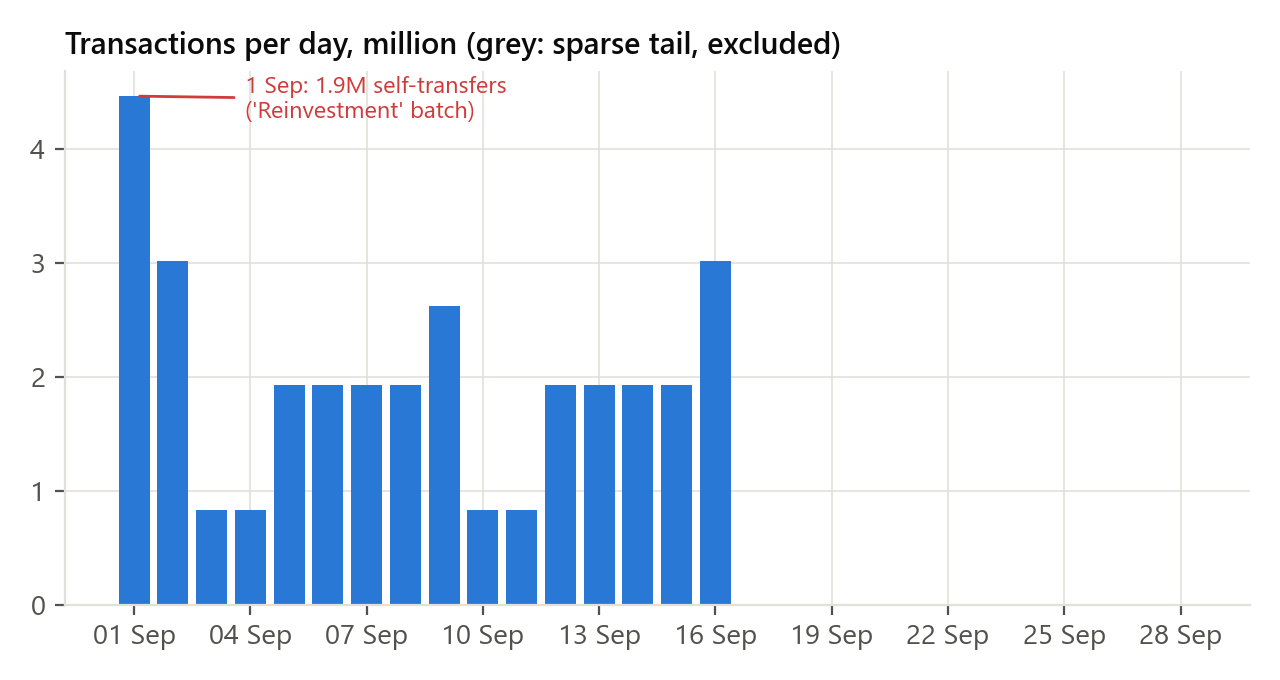 Transactions per day, million (grey: sparse tail, excluded)
1 Sep: 1.9M self-transfers
('Reinvestment' batch)
4
3
2
1
0
01 Sep
04 Sep
07 Sep
10 Sep
13 Sep
16 Sep
19 Sep
22 Sep
25 Sep
28 Sep